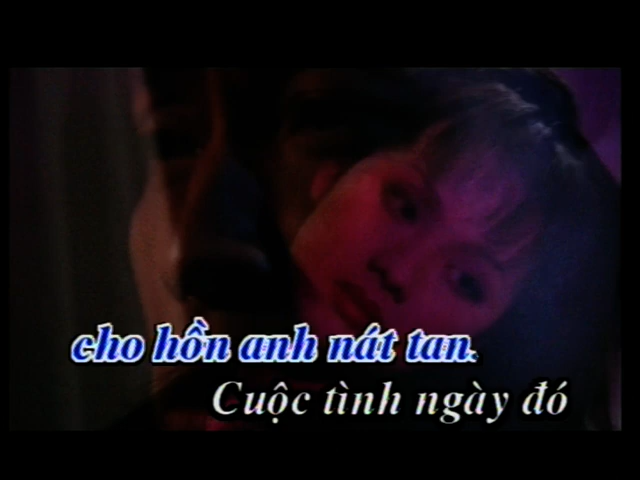 cho hồn anh nát tan.
Cuộc tình ngày đó